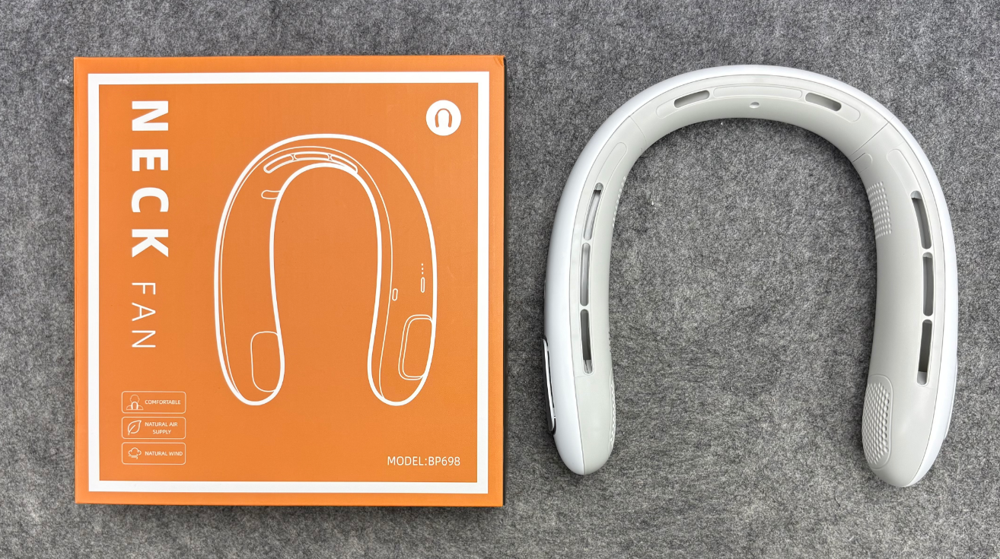 NECK FAN
COMFORTABLE
NATURAL AIR
SUPPLY
NATURAL WIND
MODEL:BP698